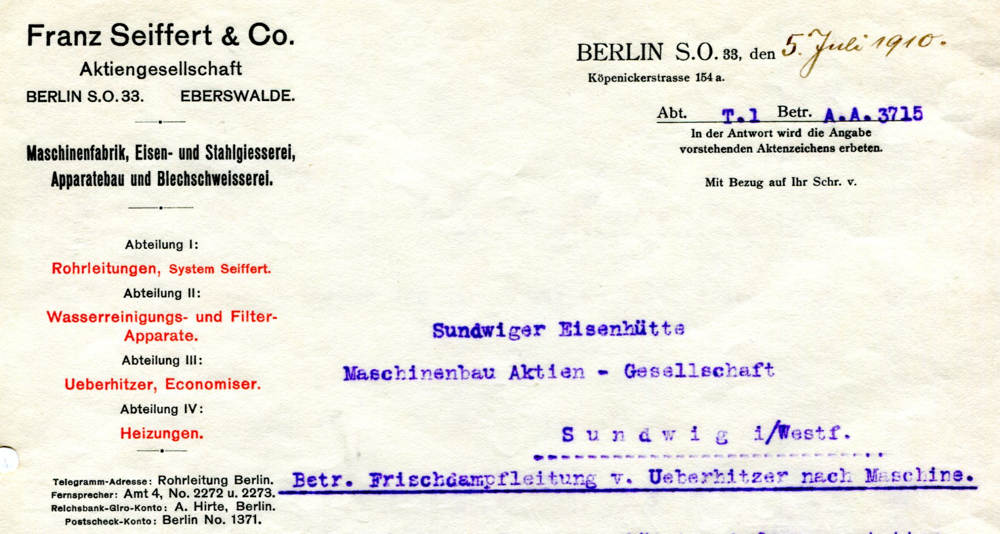 Franz Seiffert & Co.
Aktiengesellschaft
BERLIN S.O. 33. EBERSWALDE.
Maschinenfabrik, Eisen- und Stahlgiesserei,
Apparatebau und Blechschweisserei.
Abteilung I:
Rohrleitungen, System Seiffert.
Abteilung II:
Wasserreinigungs- und Filter-
Apparate.
Abteilung III:
Ueberhitzer, Economiser.
Abteilung IV:
Heizungen.
Telegramm-Adresse: Rohrleitung Berlin.
Fernsprecher: Amt 4, No. 2272 u. 2273.
Reichsbank-Giro-Konto: A. Hirte, Berlin.
Postscheck-Konto: Berlin No. 1371.
BERLIN S.O. 33, den 5. Juli 1910.
Köpenickerstrasse 154 a.
Abt. T.1 Betr. A.A.3715
In der Antwort wird die Angabe
vorstehenden Aktenzeichens erbeten.
Mit Bezug auf Ihr Schr. v.
Sundwiger Eisenhütte
Maschinenbau Aktien - Gesellschaft
Sundwig i/Westf.
Betr. Frischdampfleitung v. Ueberhitzer nach Maschine.